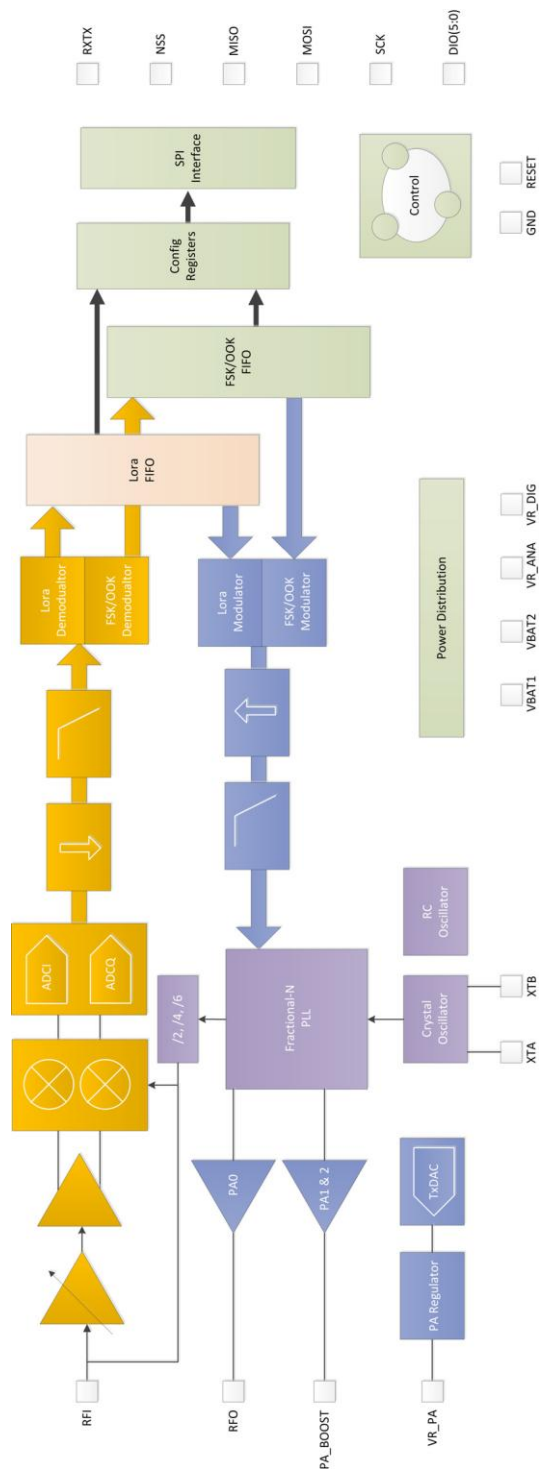 RFI
ADCI
ADCQ
Lora
Demodualtor
FSK/OOK
Demodualtor
Lora
FIFO
FSK/OOK
FIFO
Config
Registers
SPI
Interface
RXTX
NSS
MISO
MOSI
SCK
DIO(5:0)
/2, /4, /6
RFO
PA0
PA_BOOST
PA1 & 2
Fractional-N
PLL
Lora
Modulator
FSK/OOK
Modulator
VR_PA
PA Regulator
TxDAC
Crystal
Oscillator
RC
Oscillator
Power Distribution
Control
XTA
XTB
VBAT1
VBAT2
VR_ANA
VR_DIG
GND
RESET